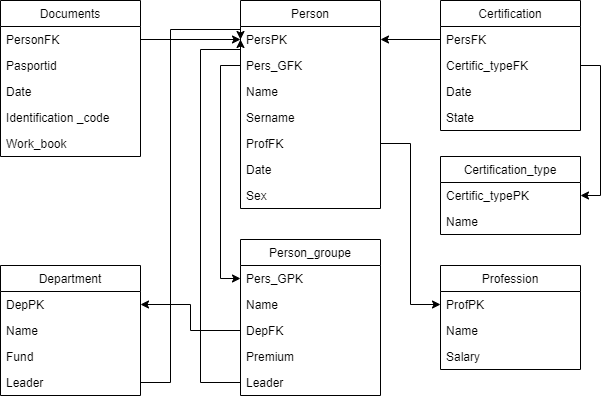 Documents
PersonFK
Pasportid
Date
Identification _code
Work_book
Person
PersPK
Pers_GFK
Name
Sername
ProfFK
Date
Sex
Certification
PersFK
Certific_typeFK
Date
State
Certification_type
Certific_typePK
Name
Department
DepPK
Name
Fund
Leader
Person_groupe
Pers_GPK
Name
DepFK
Premium
Leader
Profession
ProfPK
Name
Salary